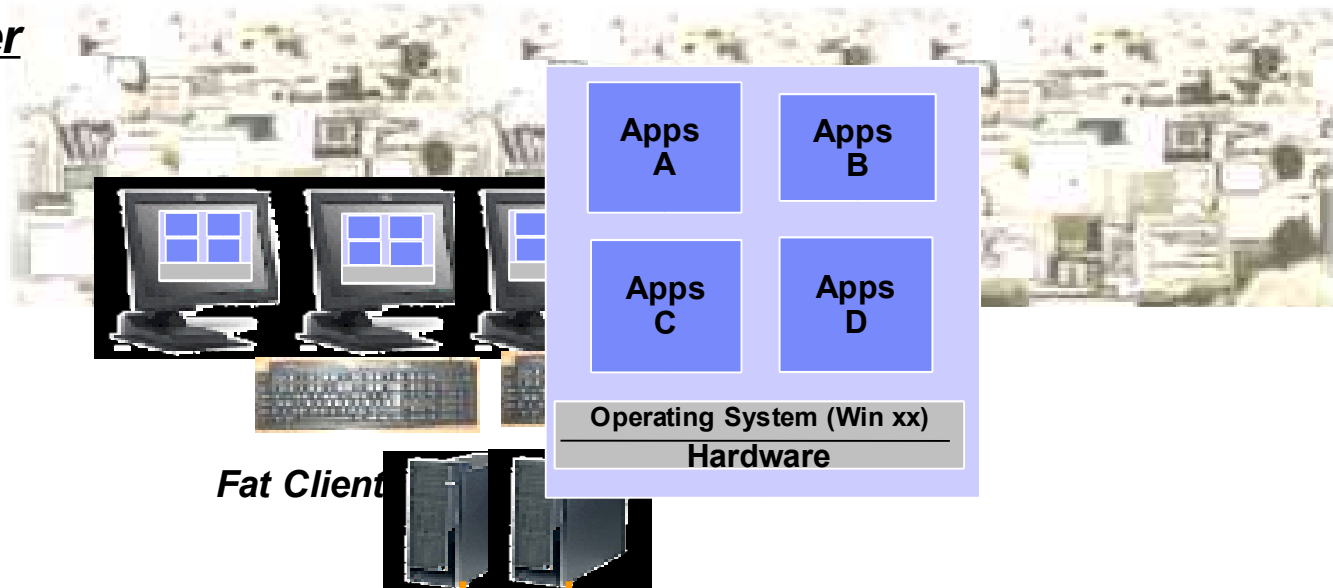 er
Apps
A
Apps
B
Apps
C
Apps
D
Operating System (Win xx)
Hardware
Fat Client